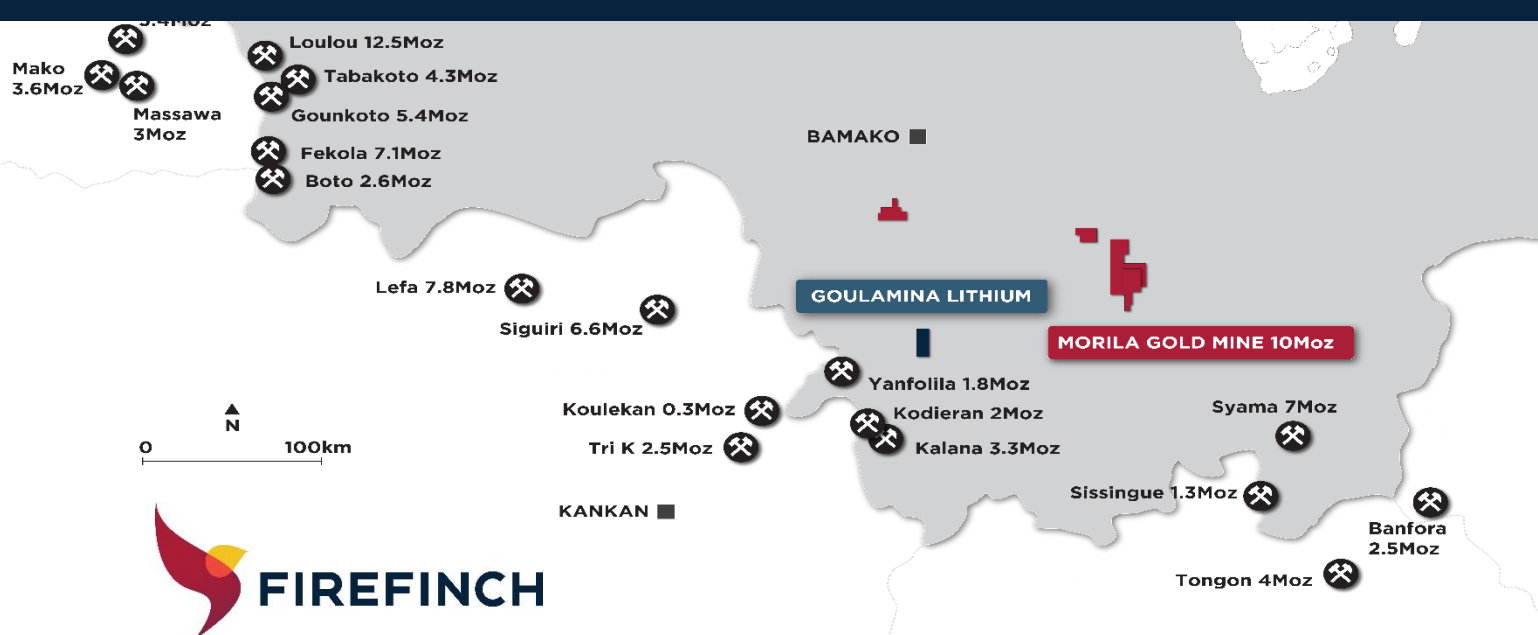 5.4Moz
Loulou 12.5Moz
Mako
3.6Moz
Tabakoto 4.3Moz
Massawa
3Moz
Gounkoto 5.4Moz
BAMAKO
Fekola 7.1Moz
Boto 2.6Moz
Lefa 7.8Moz
GOULAMINA LITHIUM
Siguiri 6.6Moz
MORILA GOLD MINE 10Moz
Yanfolila 1.8Moz
Koulekan 0.3Moz
Kodieran 2Moz
Syama 7Moz
N
0 100km
Tri K 2.5Moz
Kalana 3.3Moz
Sissingue 1.3Moz
KANKAN
Banfora
2.5Moz
Tongon 4Moz
FIREFINCH